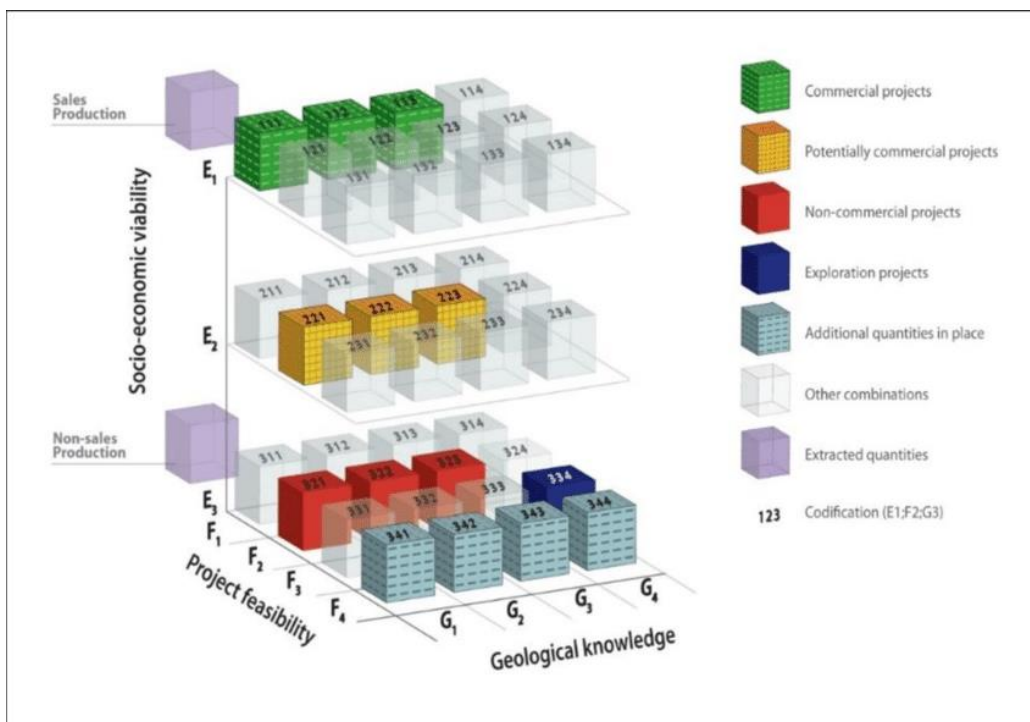 Sales
Production
Socio-economic viability
E1
111
112
113
114
121
122
123
124
131
132
133
134
E2
211
212
213
214
221
222
223
224
231
232
233
234
Non-sales
Production
E3
311
312
313
314
321
322
323
324
331
332
333
334
341
342
343
344
F1
F2
F3
F4
Project feasibility
G1
G2
G3
G4
Geological knowledge
Commercial projects
Potentially commercial projects
Non-commercial projects
Exploration projects
Additional quantities in place
Other combinations
Extracted quantities
123 Codification (E1;F2;G3)